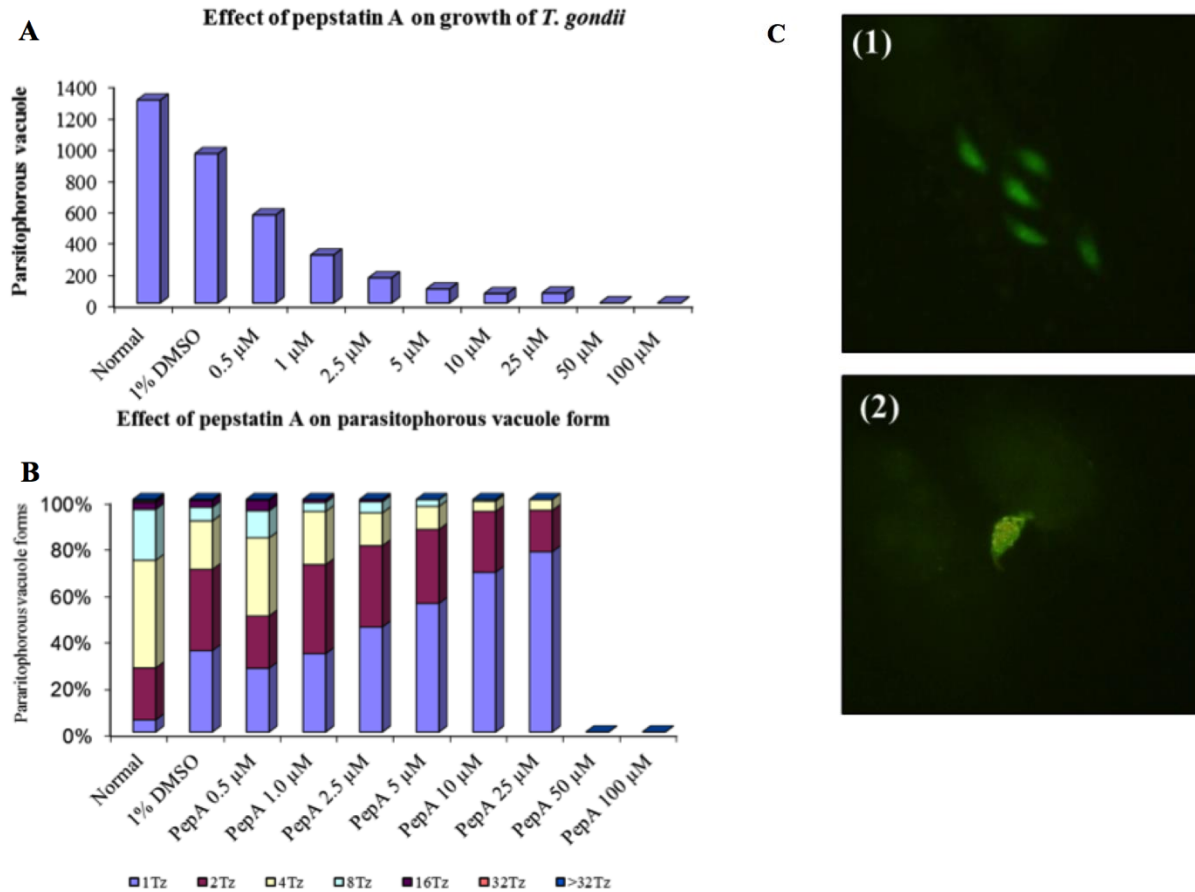 A
Effect of pepstatin A on growth of T. gondii
Parsitophorous vacuole
1400
1200
1000
800
600
400
200
0
Normal
1% DMSO
0.5 µM
1 µM
2.5 µM
5 µM
10 µM
25 µM
50 µM
100 µM
Effect of pepstatin A on parasitophorous vacuole form
B
Pararitophorous vacuole forms
100%
80%
60%
40%
20%
0%
Normal
1% DMSO
PepA 0.5 µM
PepA 1.0 µM
PepA 2.5 µM
PepA 5 µM
PepA 10 µM
PepA 25 µM
PepA 50 µM
PepA 100 µM
1Tz 2Tz 4Tz 8Tz 16Tz 32Tz >32Tz
C
(1)
(2)